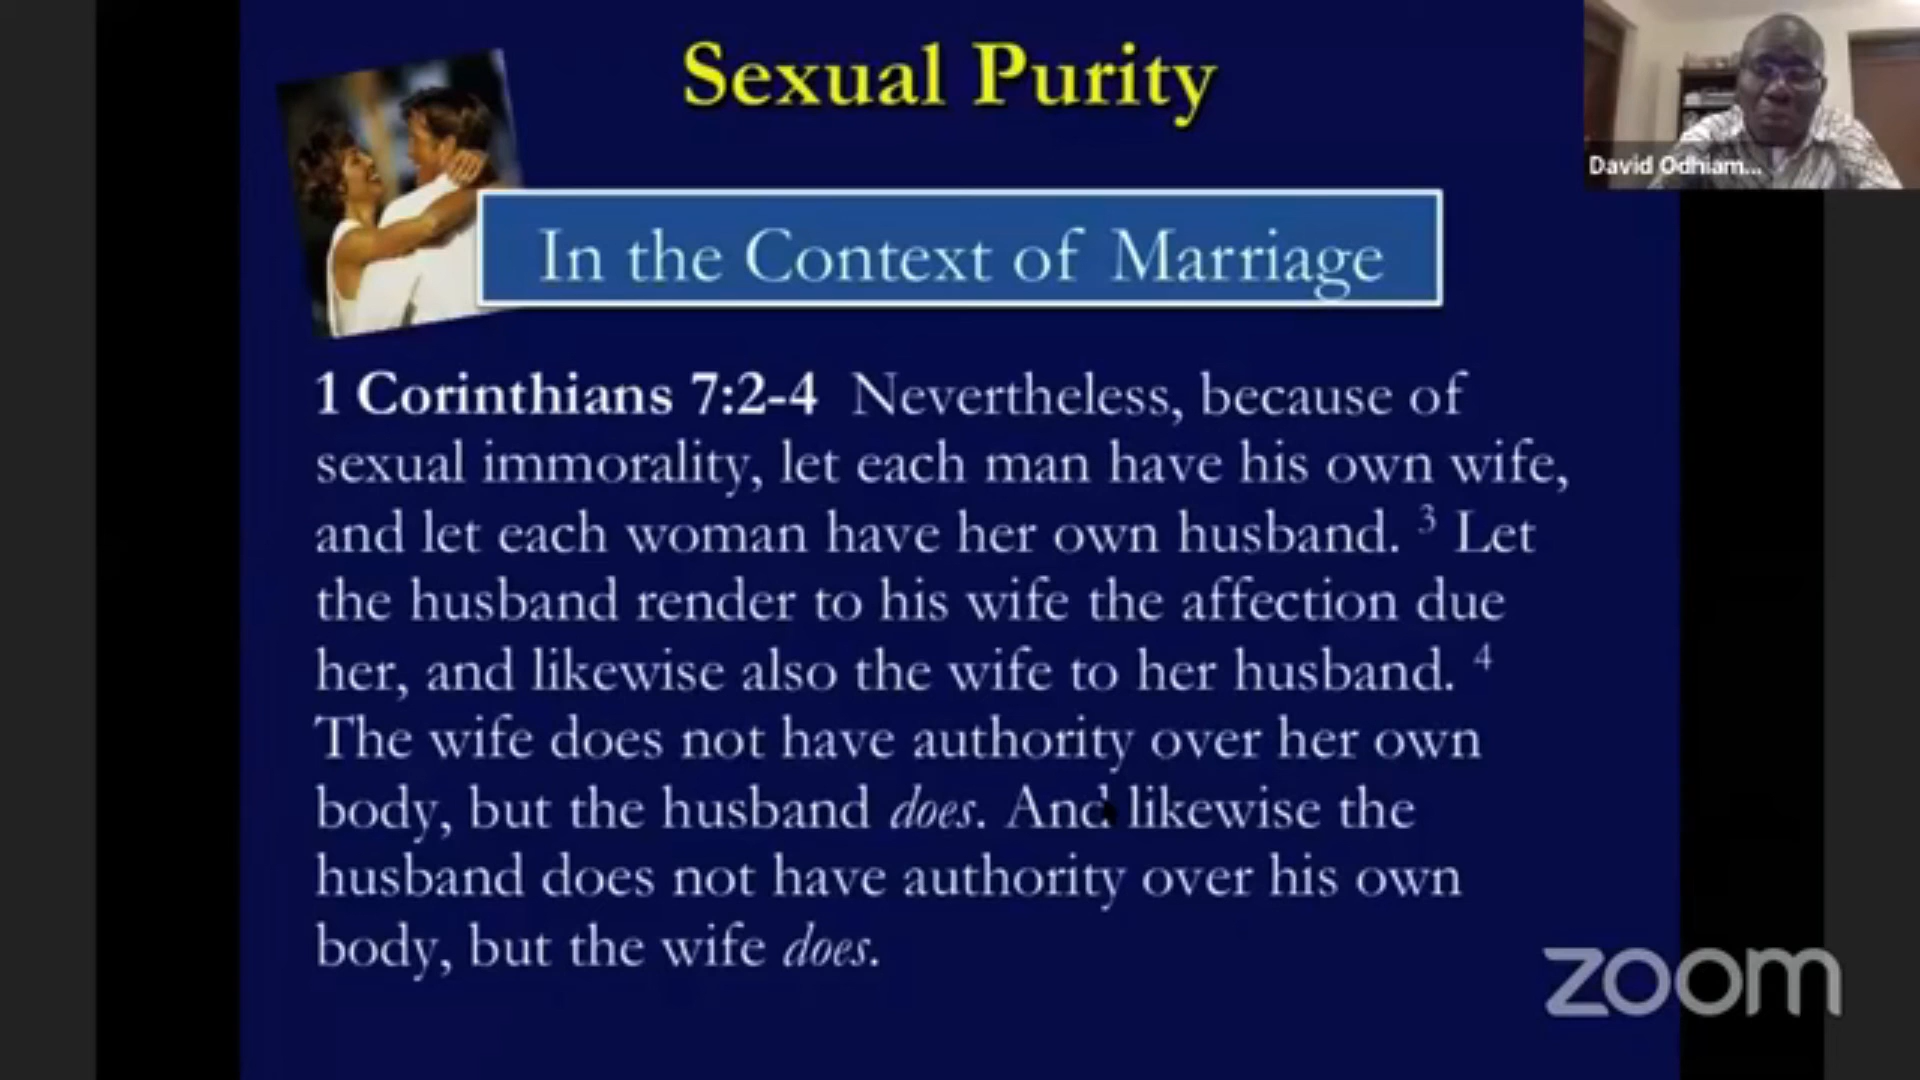 Sexual Purity
David Odhiam...
In the Context of Marriage
1 Corinthians 7:2-4 Nevertheless, because of
sexual immorality, let each man have his own wife,
and let each woman have her own husband. ³ Let
the husband render to his wife the affection due
her, and likewise also the wife to her husband. ⁴
The wife does not have authority over her own
body, but the husband does. And likewise the
husband does not have authority over his own
body, but the wife does.
zoom